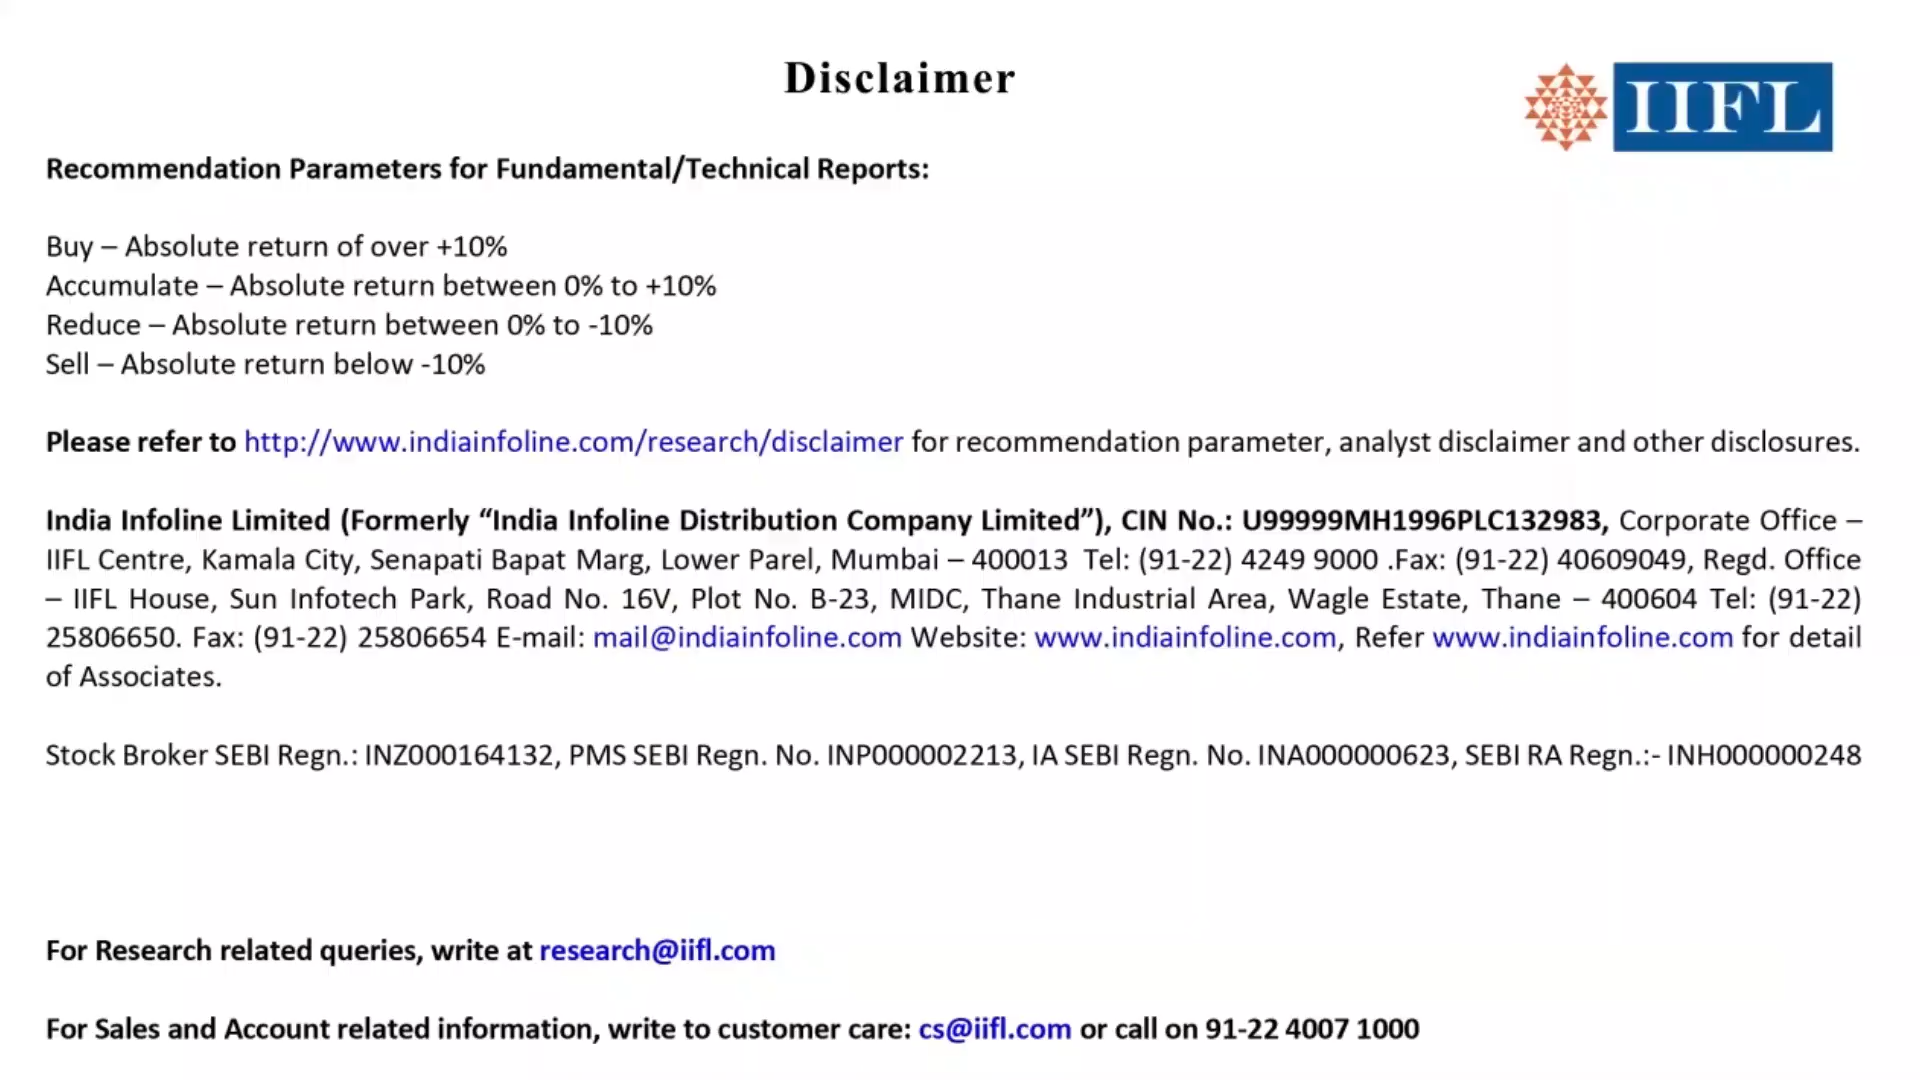 Disclaimer
IIFL
Recommendation Parameters for Fundamental/Technical Reports:
Buy – Absolute return of over +10%
Accumulate – Absolute return between 0% to +10%
Reduce – Absolute return between 0% to -10%
Sell – Absolute return below -10%
Please refer to http://www.indiainfoline.com/research/disclaimer for recommendation parameter, analyst disclaimer and other disclosures.
India Infoline Limited (Formerly “India Infoline Distribution Company Limited”), CIN No.: U99999MH1996PLC132983, Corporate Office –
IIFL Centre, Kamala City, Senapati Bapat Marg, Lower Parel, Mumbai – 400013 Tel: (91-22) 4249 9000 .Fax: (91-22) 40609049, Regd. Office
– IIFL House, Sun Infotech Park, Road No. 16V, Plot No. B-23, MIDC, Thane Industrial Area, Wagle Estate, Thane – 400604 Tel: (91-22)
25806650. Fax: (91-22) 25806654 E-mail: mail@indiainfoline.com Website: www.indiainfoline.com, Refer www.indiainfoline.com for detail
of Associates.
Stock Broker SEBI Regn.: INZ000164132, PMS SEBI Regn. No. INP000002213, IA SEBI Regn. No. INA000000623, SEBI RA Regn.:- INH000000248
For Research related queries, write at research@iifl.com
For Sales and Account related information, write to customer care: cs@iifl.com or call on 91-22 4007 1000